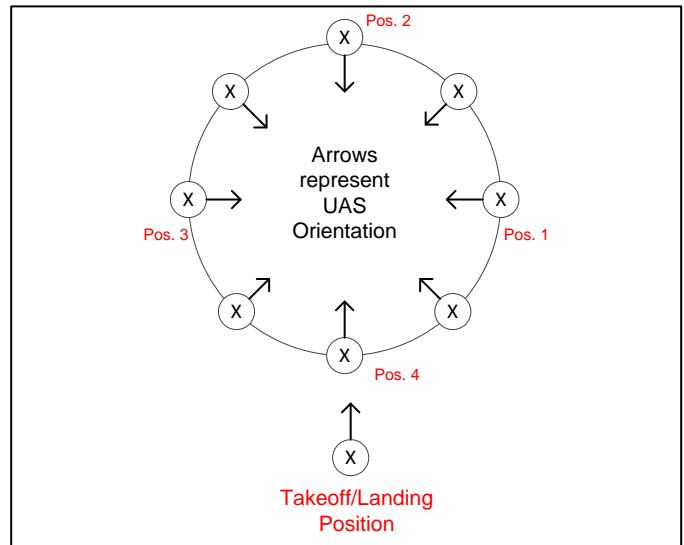 X
Pos. 2
X
X
Arrows
represent
UAS
Orientation
X
Pos. 3
X
Pos. 1
X
X
X
Pos. 4
X
Takeoff/Landing
Position